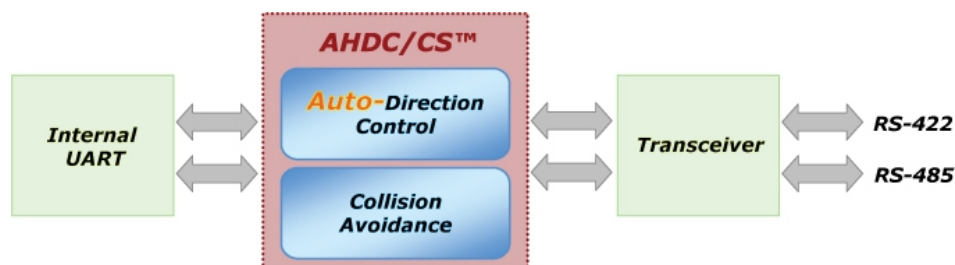 AHDC/CS™
Auto-Direction
Control
Internal
UART
Collision
Avoidance
Transceiver
RS-422
RS-485